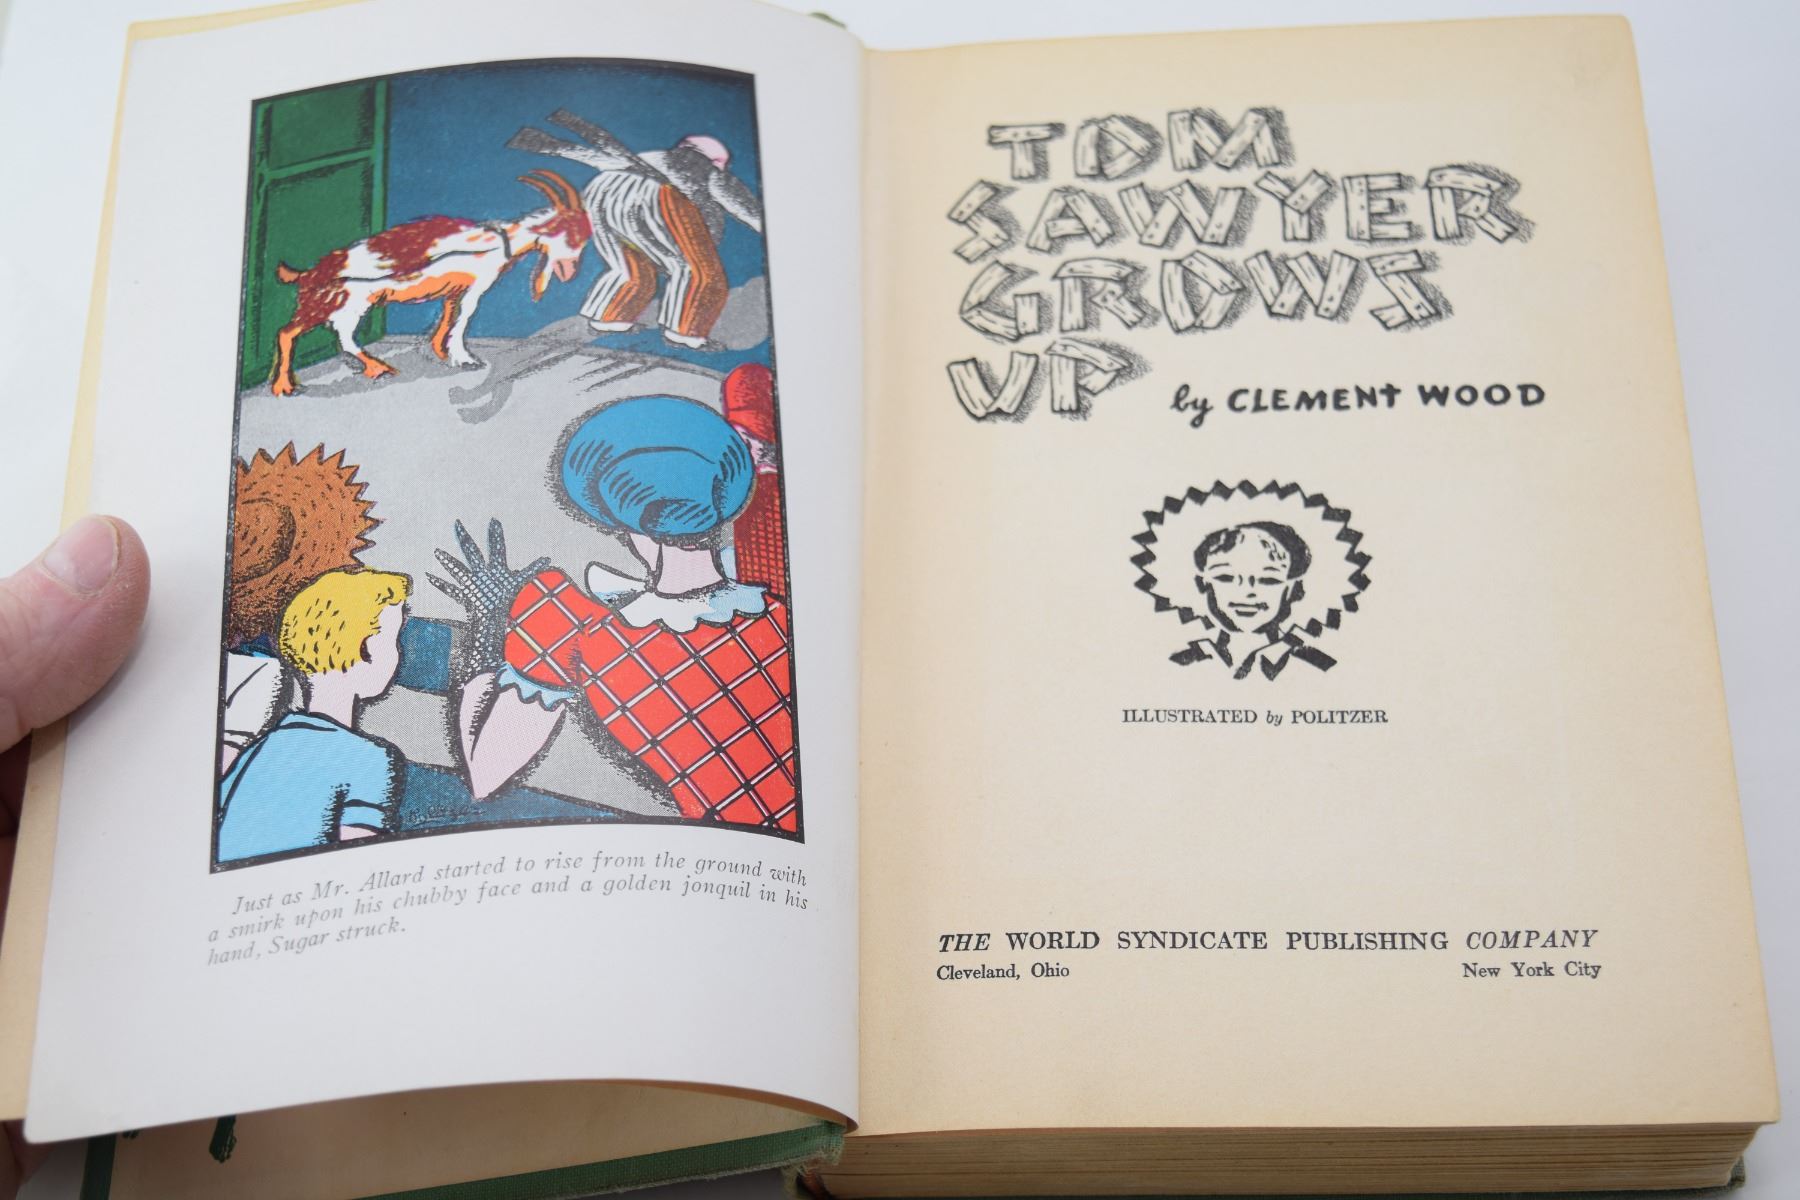 Just as Mr. Allard started to rise from the ground with
a smirk upon his chubby face and a golden jonquil in his
hand, Sugar struck.
TOM
SAWYER
GROWS
UP
by CLEMENT WOOD
ILLUSTRATED by POLITZER
THE WORLD SYNDICATE PUBLISHING COMPANY
Cleveland, Ohio New York City